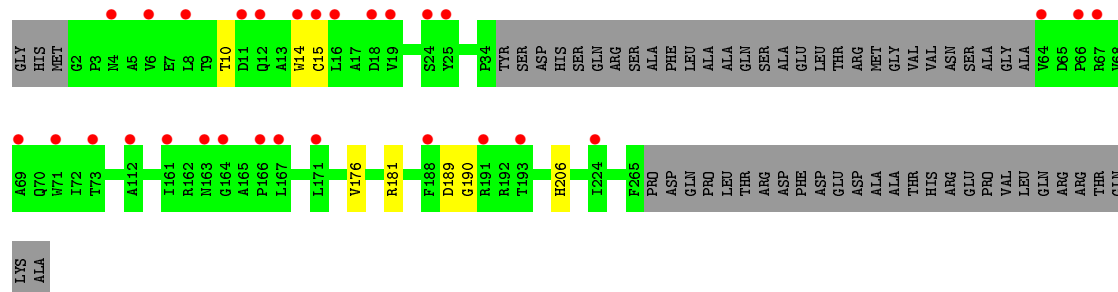 GLY HIS MET G2 P3 N4 A5 V6 E7 L8 T9 T10 D11 Q12 A13 W14 C15 L16 A17 D18 V19 S24 Y25 P34 TYR SER ASP HIS SER GLN ARG SER ALA PHE LEU ALA ALA GLN SER ALA GLU LEU THR ARG MET GLY VAL VAL ASN SER ALA GLY ALA V64 D65 P66 R67 V68
A69 Q70 W71 I72 T73 A112 I161 R162 N163 G164 A165 P166 L167 L171 V176 R181 F188 D189 G190 R191 R192 T193 H206 I224 F265 PRO ASP GLN PRO LEU THR ARG ASP PHE ASP GLU ASP ALA ALA THR HIS ARG GLU PRO VAL LEU GLN ARG ARG THR GLN
LYS ALA